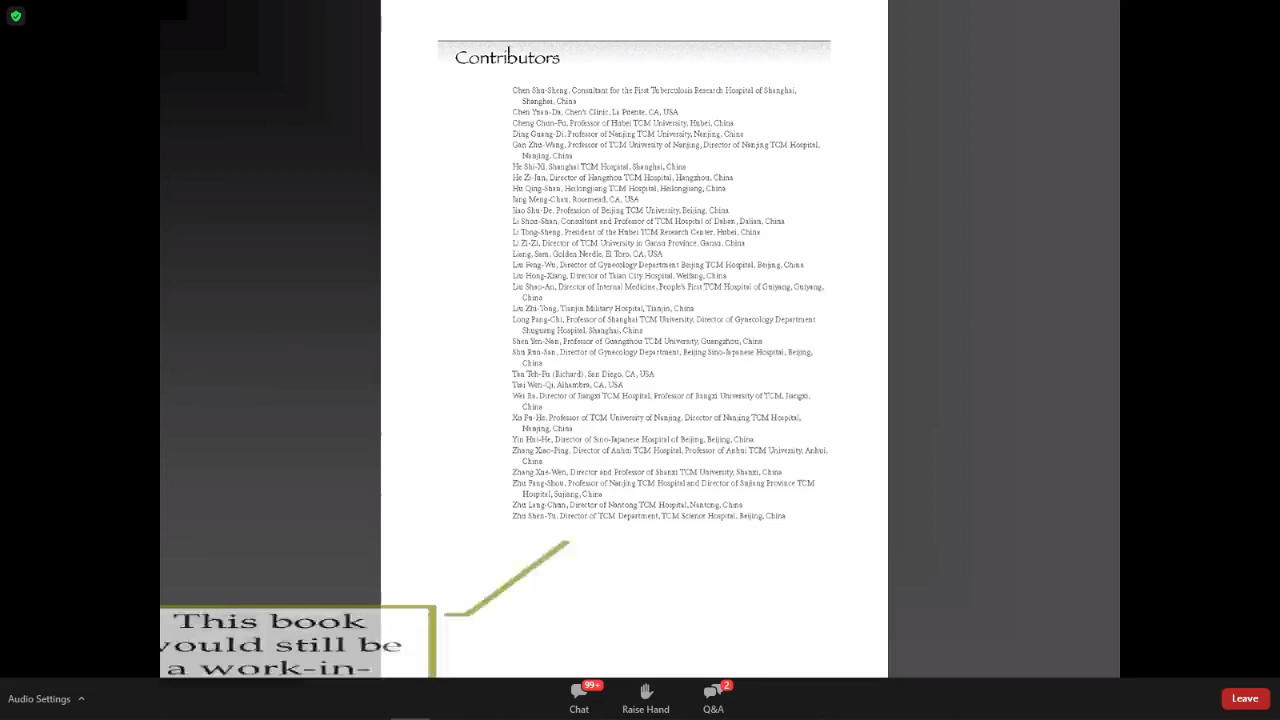 Contributors
Chen Shu-Sheng, Consultant for the First Tuberculosis Research Hospital of Shanghai,
Shanghai, China
Chen Yuan-Da, Chen's Clinic, La Puente, CA, USA
Cheng Chun-Fu, Professor of Hubei TCM University, Hubei, China
Ding Guang-Di, Professor of Nanjing TCM University, Nanjing, China
Gan Zhu-Wang, Professor of TCM University of Nanjing, Director of Nanjing TCM Hospital,
Nanjing, China
He Shi-Xi, Shanghai TCM Hospital, Shanghai, China
He Zi-Jun, Director of Hangzhou TCM Hospital, Hangzhou, China
Hu Qing-Shan, Heilongjiang TCM Hospital, Heilongjiang, China
Jang Meng-Chau, Rosemead, CA, USA
Jiao Shu-De, Profession of Beijing TCM University, Beijing, China
Li Shou-Shan, Consultant and Professor of TCM Hospital of Dalian, Dalian, China
Li Tong-Sheng, President of the Hubei TCM Research Center, Hubei, China
Li Zi-Zi, Director of TCM University in Gansu Province, Gansu, China
Liang, Sam, Golden Needle, El Toro, CA, USA
Liu Feng-Wu, Director of Gynecology Department Beijing TCM Hospital, Beijing, China
Liu Hong-Xiang, Director of City Hospital, Weifang, China
Liu Shao-An, Director of Internal Medicine, People's First TCM Hospital of Guiyang, Guiyang,
China
Liu Zhi-Tong, Tianjin Military Hospital, Tianjin, China
Long Pang-Chi, Professor of Shanghai TCM University, Director of Gynecology Department
Shuguang Hospital, Shanghai, China
Shen Yen-Nan, Professor of Guangzhou TCM University, Guangzhou, China
Shu Run-San, Director of Gynecology Department, Beijing Sino-Japanese Hospital, Beijing,
China
Tan Teh-Fu (Richard), San Diego, CA, USA
Tsai Wen-Qi, Alhambra, CA, USA
Wei Ba, Director of Jiangxi TCM Hospital, Professor of Jiangxi University of TCM, Jiangxi,
China
Xu Fu-He, Professor of TCM University of Nanjing, Director of Nanjing TCM Hospital,
Nanjing, China
Yin Hui-He, Director of Sino-Japanese Hospital of Beijing, Beijing, China
Zhang Xiao-Ping, Director of Anhui TCM Hospital, Professor of Anhui TCM University, Anhui,
China
Zhang Xue-Wen, Director and Professor of Shanxi TCM University, Shanxi, China
Zhu Fang-Shou, Professor of Nanjing TCM Hospital and Director of Sujiang Province TCM
Hospital, Sujiang, China
Zhu Lang-Chun, Director of Nantong TCM Hospital, Nantong, China
Zhu Shen-Yu, Director of TCM Department, TCM Science Hospital, Beijing, China
This book
would still be
a work-in-
Audio Settings
99+
Chat
Raise Hand
2
Q&A
Leave